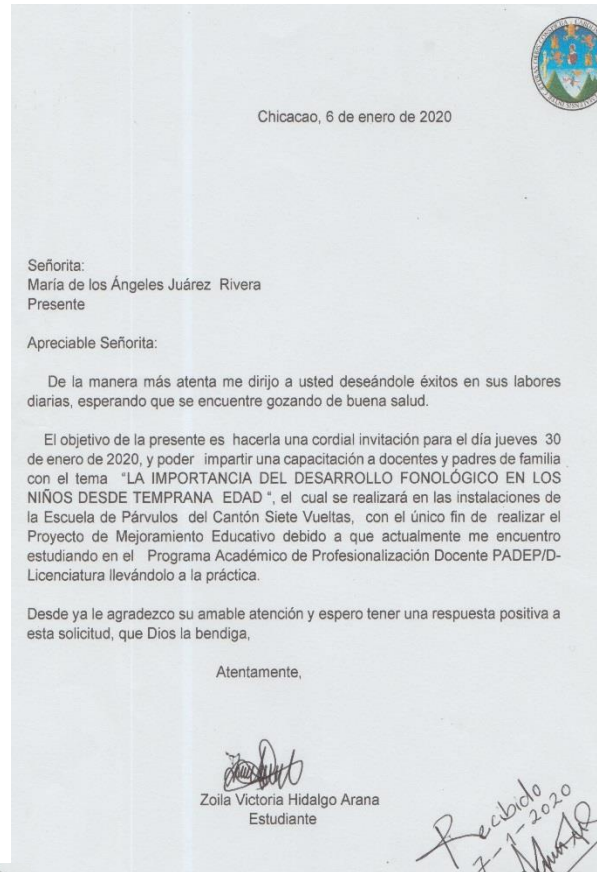 Chicacao, 6 de enero de 2020
Señorita:
María de los Ángeles Juárez Rivera
Presente
Apreciable Señorita:
De la manera más atenta me dirijo a usted deseándole éxitos en sus labores
diarias, esperando que se encuentre gozando de buena salud.
El objetivo de la presente es hacerla una cordial invitación para el día jueves 30
de enero de 2020, y poder impartir una capacitación a docentes y padres de familia
con el tema “LA IMPORTANCIA DEL DESARROLLO FONOLÓGICO EN LOS
NIÑOS DESDE TEMPRANA EDAD “, el cual se realizará en las instalaciones de
la Escuela de Párvulos del Cantón Siete Vueltas, con el único fin de realizar el
Proyecto de Mejoramiento Educativo debido a que actualmente me encuentro
estudiando en el Programa Académico de Profesionalización Docente PADEP/D-
Licenciatura llevándolo a la práctica.
Desde ya le agradezco su amable atención y espero tener una respuesta positiva a
esta solicitud, que Dios la bendiga,
Atentamente,
Zoila Victoria Hidalgo Arana
Estudiante
Recibido
7-1-2020